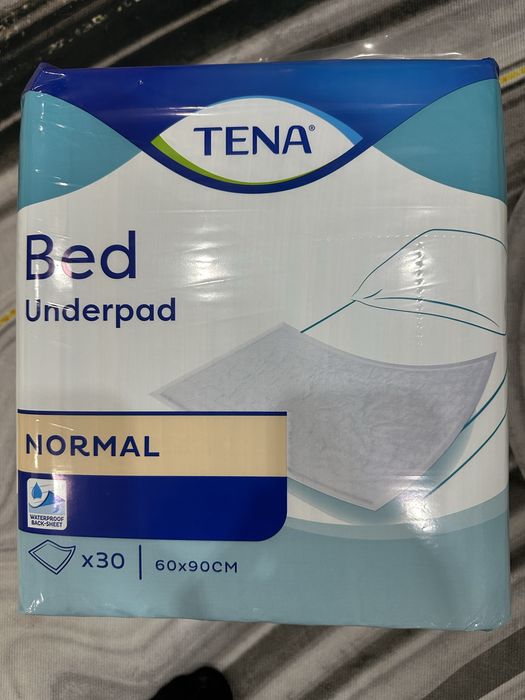 TENA®
Bed
Underpad
NORMAL
WATERPROOF
BACK-SHEET
x30 | 60x90CM